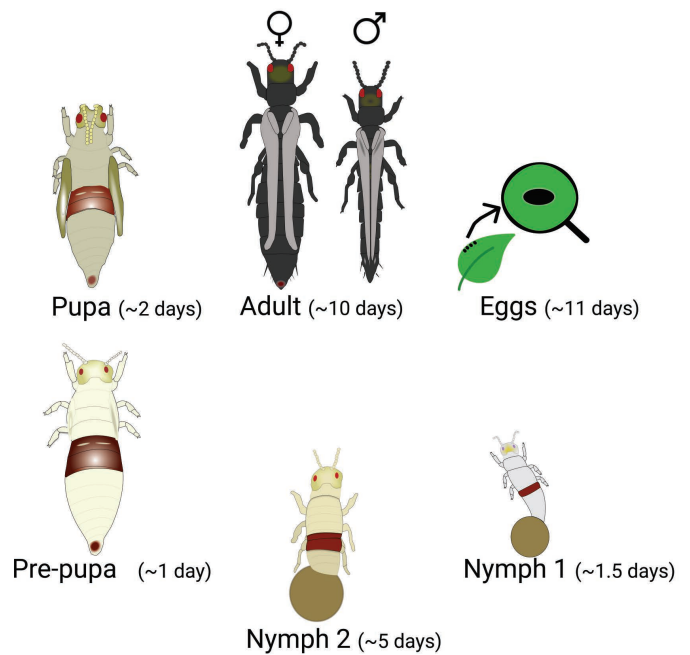 ♀ ♂
Pupa (~2 days) Adult (~10 days) Eggs (~11 days)
Pre-pupa (~1 day) Nymph 1 (~1.5 days)
Nymph 2 (~5 days)